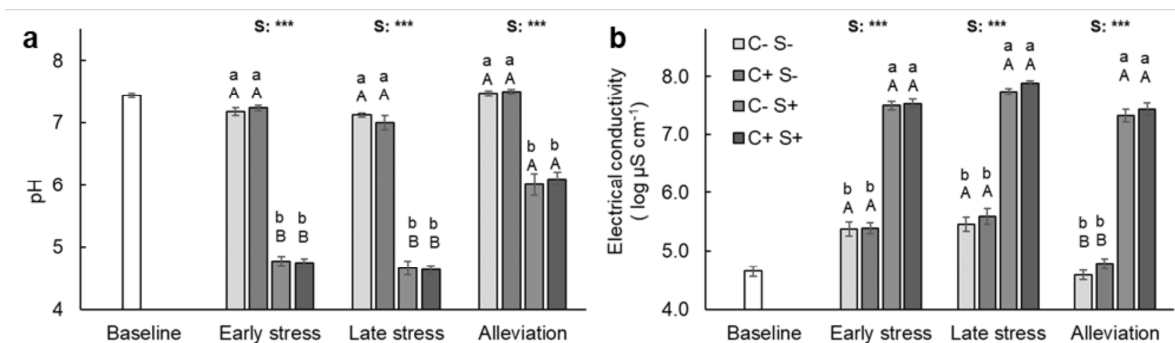 a
S: ***
S: ***
S: ***
8
7
6
5
4
pH
a a
A A
b b
B B
a a
A A
b b
B B
a a
A A
b b
A A
Baseline
Early stress
Late stress
Alleviation
b
S: ***
S: ***
S: ***
C- S-
C+ S-
C- S+
C+ S+
8.0
7.0
6.0
5.0
4.0
Electrical conductivity
( log µS cm⁻¹)
b b
A A
a a
A A
b b
A A
a a
A A
b b
B B
a a
A A
Baseline
Early stress
Late stress
Alleviation